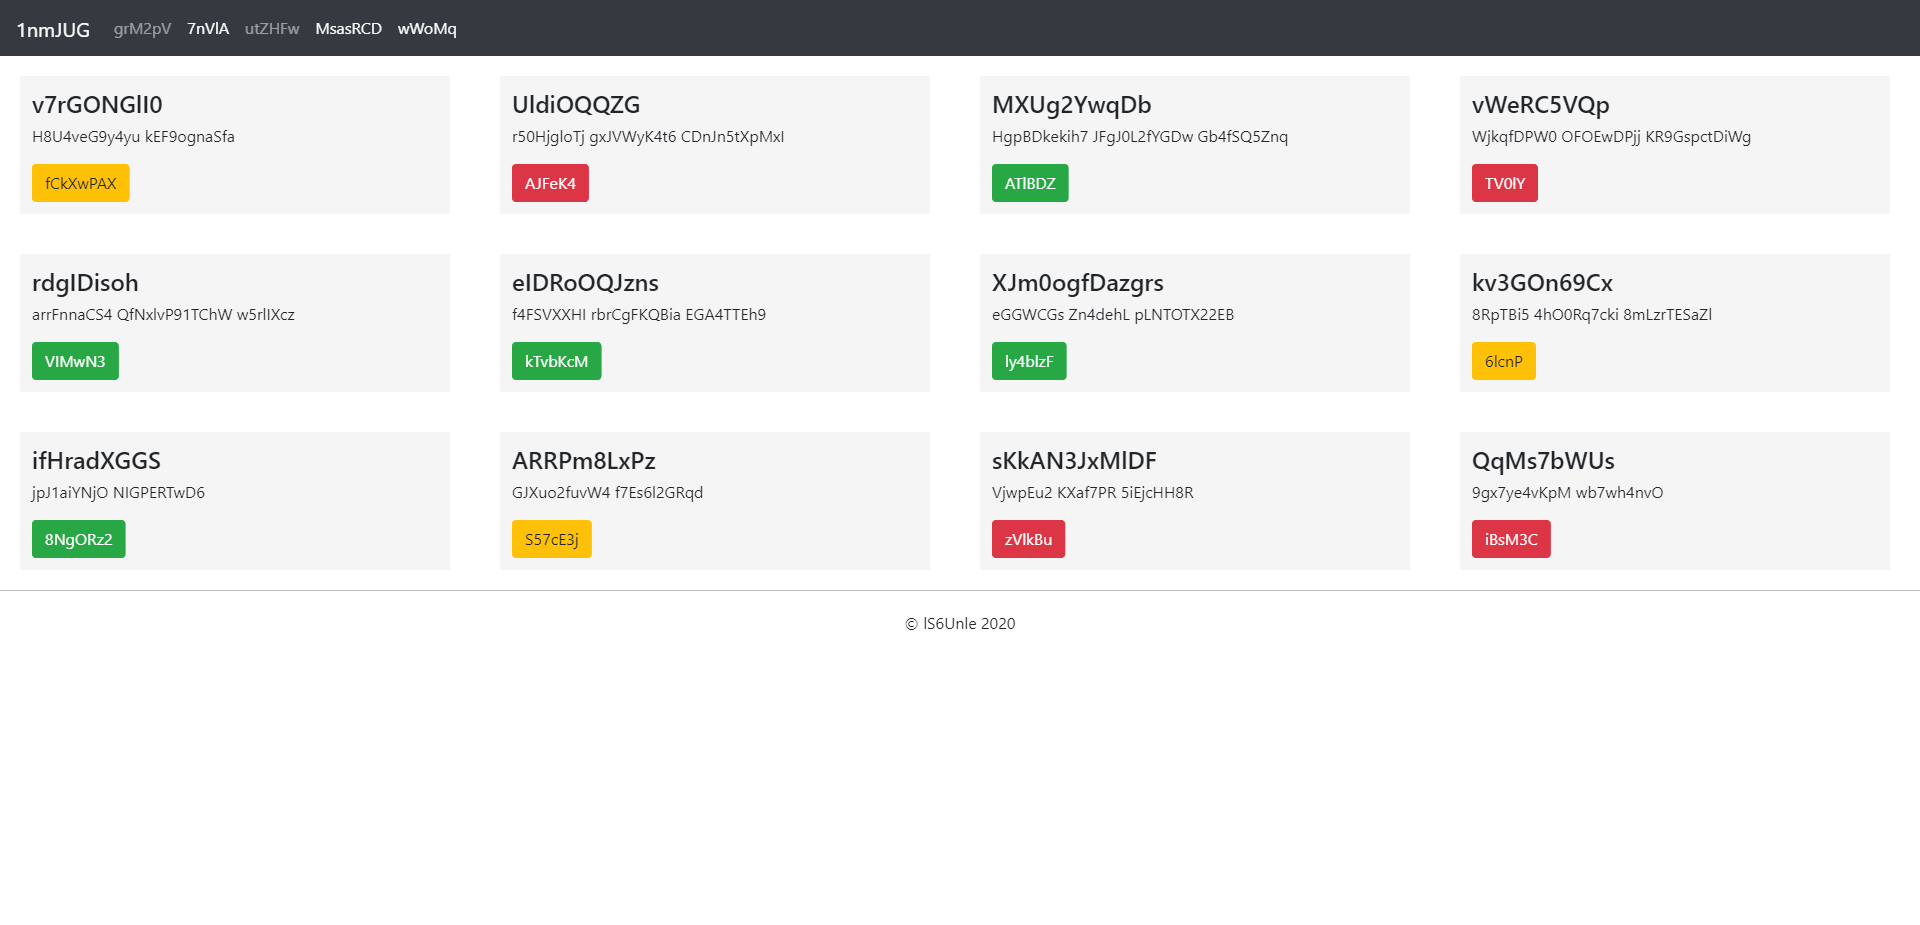 1nmJUG grM2pV 7nVlA utZHFw MsasRCD wWoMq
v7rGONGlI0
H8U4veG9y4yu kEF9ognaSfa
fCkXwPAX
UldiOQQZG
r50HjgIoTj gxJVWyK4t6 CDnJn5tXpMxI
AJFeK4
MXUg2YwqDb
HgpBDkekih7 JFgJ0L2fYGDw Gb4fSQ5Znq
ATlBDZ
vWeRC5VQp
WjkqfDPW0 OFOEwDPjj KR9GspctDiWg
TV0lY
rdgIDisoh
arrFnnaCS4 QfNxlvP91TChW w5rlIXcz
VIMwN3
eIDRoOQJzns
f4FSVXXHI rbrCgFKQBia EGA4TTEh9
kTvbKcM
XJm0ogfDazgrs
eGGWCGs Zn4dehL pLNTOTX22EB
ly4blzF
kv3GOn69Cx
8RpTBi5 4hO0Rq7cki 8mLzrTESaZl
6lcnP
ifHradXGGS
jpJ1aiYNjO NIGPERTwD6
8NgORz2
ARRPm8LxPz
GJXuo2fuvW4 f7Es6l2GRqd
S57cE3j
sKkAN3JxMlDF
VjwpEu2 KXaf7PR 5iEjcHH8R
zVlkBu
QqMs7bWUs
9gx7ye4vKpM wb7wh4nvO
iBsM3C
© lS6Unle 2020